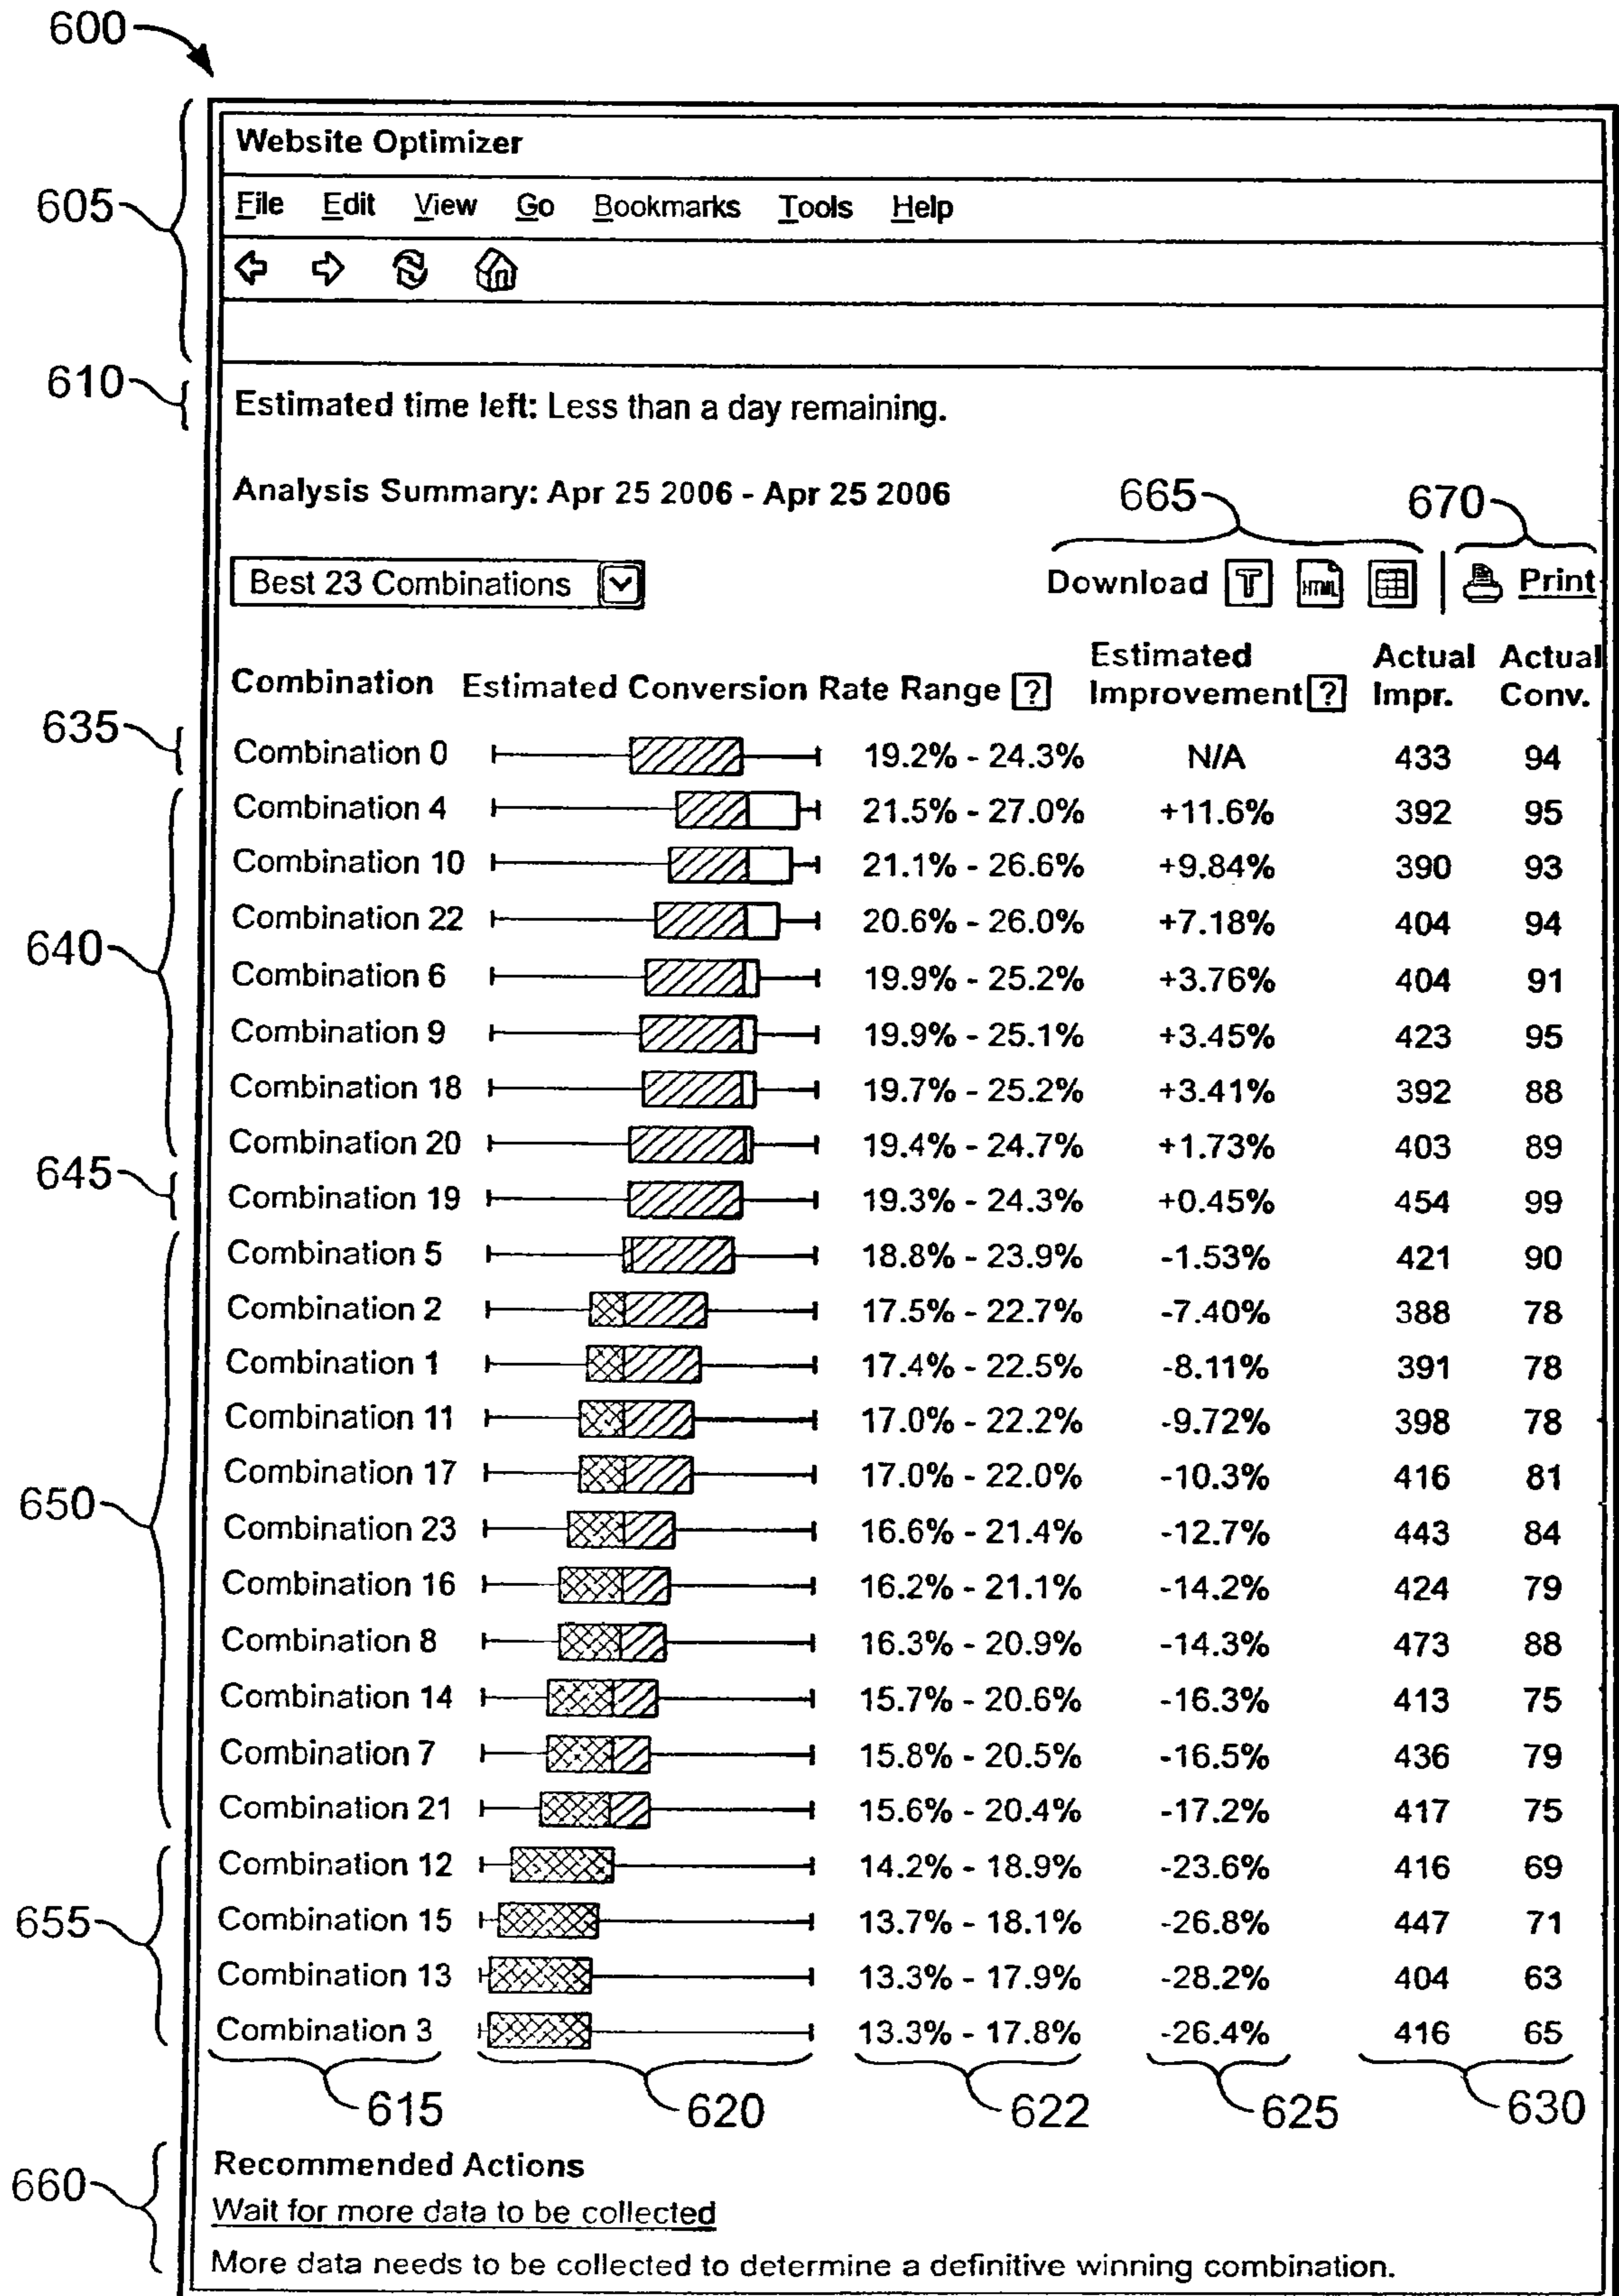 600
605
Website Optimizer
File Edit View Go Bookmarks Tools Help
610
Estimated time left: Less than a day remaining.
Analysis Summary: Apr 25 2006 - Apr 25 2006
665
670
Best 23 Combinations
Download T HTML Print
Combination Estimated Conversion Rate Range ? Estimated Improvement ? Actual Impr. Actual Conv.
635
Combination 0 19.2% - 24.3% N/A 433 94
640
Combination 4 21.5% - 27.0% +11.6% 392 95
Combination 10 21.1% - 26.6% +9.84% 390 93
Combination 22 20.6% - 26.0% +7.18% 404 94
Combination 6 19.9% - 25.2% +3.76% 404 91
Combination 9 19.9% - 25.1% +3.45% 423 95
Combination 18 19.7% - 25.2% +3.41% 392 88
Combination 20 19.4% - 24.7% +1.73% 403 89
645
Combination 19 19.3% - 24.3% +0.45% 454 99
650
Combination 5 18.8% - 23.9% -1.53% 421 90
Combination 2 17.5% - 22.7% -7.40% 388 78
Combination 1 17.4% - 22.5% -8.11% 391 78
Combination 11 17.0% - 22.2% -9.72% 398 78
Combination 17 17.0% - 22.0% -10.3% 416 81
Combination 23 16.6% - 21.4% -12.7% 443 84
Combination 16 16.2% - 21.1% -14.2% 424 79
Combination 8 16.3% - 20.9% -14.3% 473 88
Combination 14 15.7% - 20.6% -16.3% 413 75
Combination 7 15.8% - 20.5% -16.5% 436 79
Combination 21 15.6% - 20.4% -17.2% 417 75
655
Combination 12 14.2% - 18.9% -23.6% 416 69
Combination 15 13.7% - 18.1% -26.8% 447 71
Combination 13 13.3% - 17.9% -28.2% 404 63
Combination 3 13.3% - 17.8% -26.4% 416 65
615 620 622 625 630
660
Recommended Actions
Wait for more data to be collected
More data needs to be collected to determine a definitive winning combination.